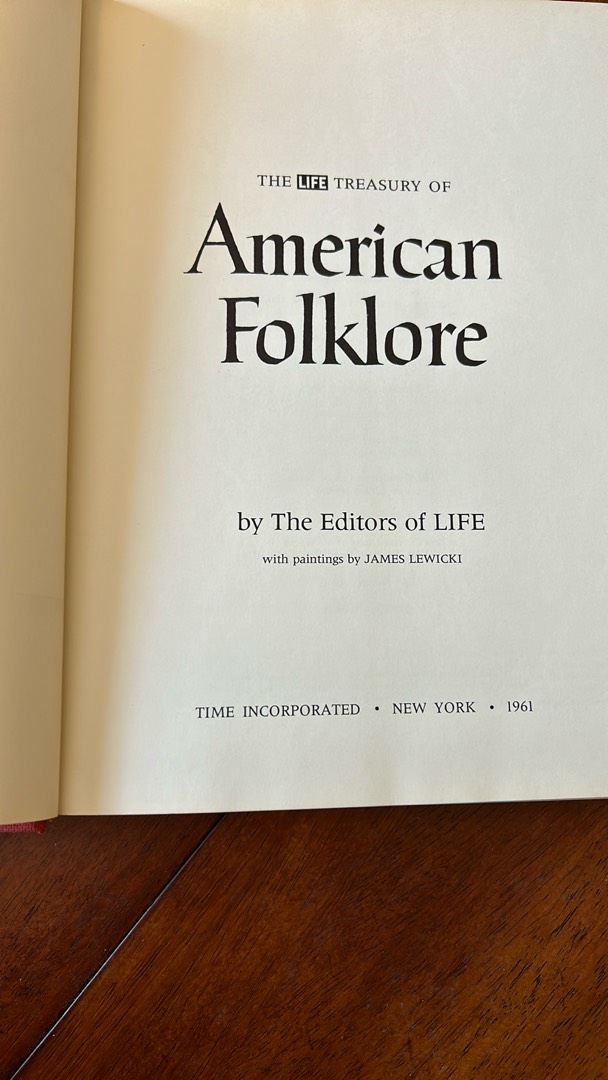 THE LIFE TREASURY OF
American
Folklore
by The Editors of LIFE
with paintings by JAMES LEWICKI
TIME INCORPORATED • NEW YORK • 1961